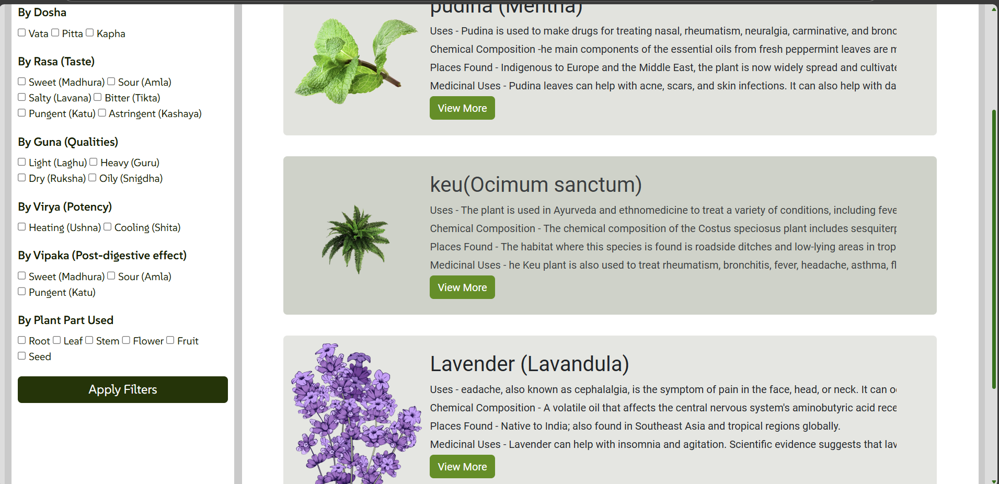 By Dosha
Vata Pitta Kapha
By Rasa (Taste)
Sweet (Madhura) Sour (Amla)
Salty (Lavana) Bitter (Tikta)
Pungent (Katu) Astringent (Kashaya)
By Guna (Qualities)
Light (Laghu) Heavy (Guru)
Dry (Ruksha) Oily (Snigdha)
By Virya (Potency)
Heating (Ushna) Cooling (Shita)
By Vipaka (Post-digestive effect)
Sweet (Madhura) Sour (Amla)
Pungent (Katu)
By Plant Part Used
Root Leaf Stem Flower Fruit
Seed
Apply Filters
pudina (Mentha)
Uses - Pudina is used to make drugs for treating nasal, rheumatism, neuralgia, carminative, and bronc
Chemical Composition -he main components of the essential oils from fresh peppermint leaves are m
Places Found - Indigenous to Europe and the Middle East, the plant is now widely spread and cultivate
Medicinal Uses - Pudina leaves can help with acne, scars, and skin infections. It can also help with da
View More
keu(Ocimum sanctum)
Uses - The plant is used in Ayurveda and ethnomedicine to treat a variety of conditions, including feve
Chemical Composition - The chemical composition of the Costus speciosus plant includes sesquiterp
Places Found - The habitat where this species is found is roadside ditches and low-lying areas in trop
Medicinal Uses - he Keu plant is also used to treat rheumatism, bronchitis, fever, headache, asthma, fl
View More
Lavender (Lavandula)
Uses - eadache, also known as cephalalgia, is the symptom of pain in the face, head, or neck. It can o
Chemical Composition - A volatile oil that affects the central nervous system's aminobutyric acid rece
Places Found - Native to India; also found in Southeast Asia and tropical regions globally.
Medicinal Uses - Lavender can help with insomnia and agitation. Scientific evidence suggests that lav
View More